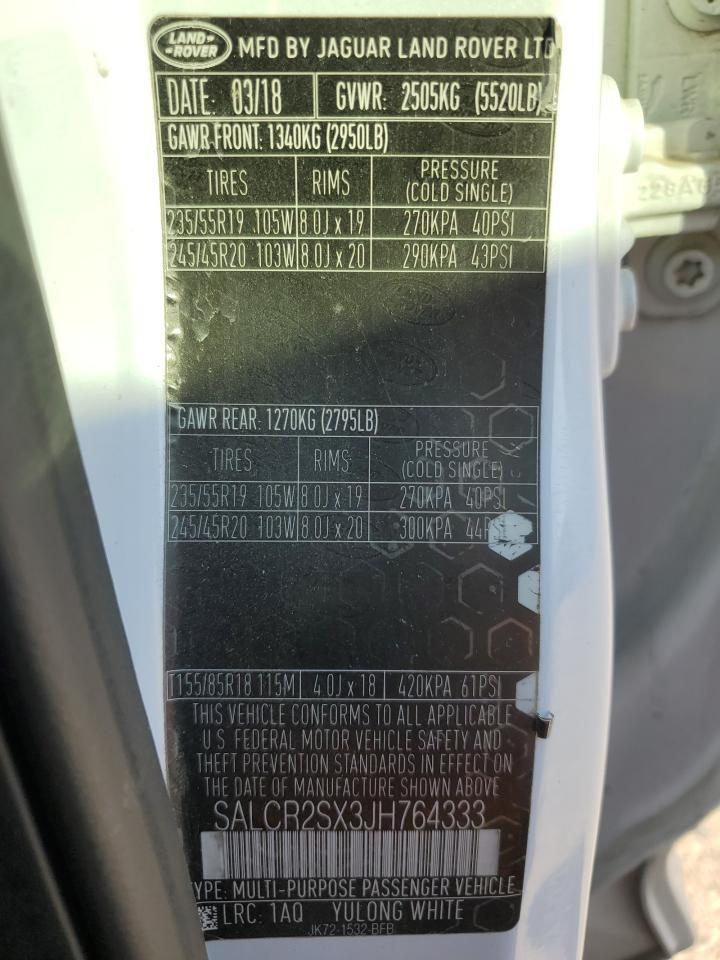 LAND ROVER MFD BY JAGUAR LAND ROVER LTD
DATE: 03/18 GVWR: 2505KG (5520LB)
GAWR FRONT: 1340KG (2950LB)
TIRES RIMS PRESSURE (COLD SINGLE)
235/55R19 105W 8.0J x 19 270KPA 40PSI
245/45R20 103W 8.0J x 20 290KPA 43PSI
GAWR REAR: 1270KG (2795LB)
TIRES RIMS PRESSURE (COLD SINGLE)
235/55R19 105W 8.0J x 19 270KPA 40PSI
245/45R20 103W 8.0J x 20 300KPA
T155/85R18 115M 4.0J x 18 420KPA 61PSI
THIS VEHICLE CONFORMS TO ALL APPLICABLE
U.S. FEDERAL MOTOR VEHICLE SAFETY AND
THEFT PREVENTION STANDARDS IN EFFECT ON
THE DATE OF MANUFACTURE SHOWN ABOVE
SALCR2SX3JH764333
TYPE: MULTI-PURPOSE PASSENGER VEHICLE
LRC: 1AQ YULONG WHITE
JK72-1532-BFB